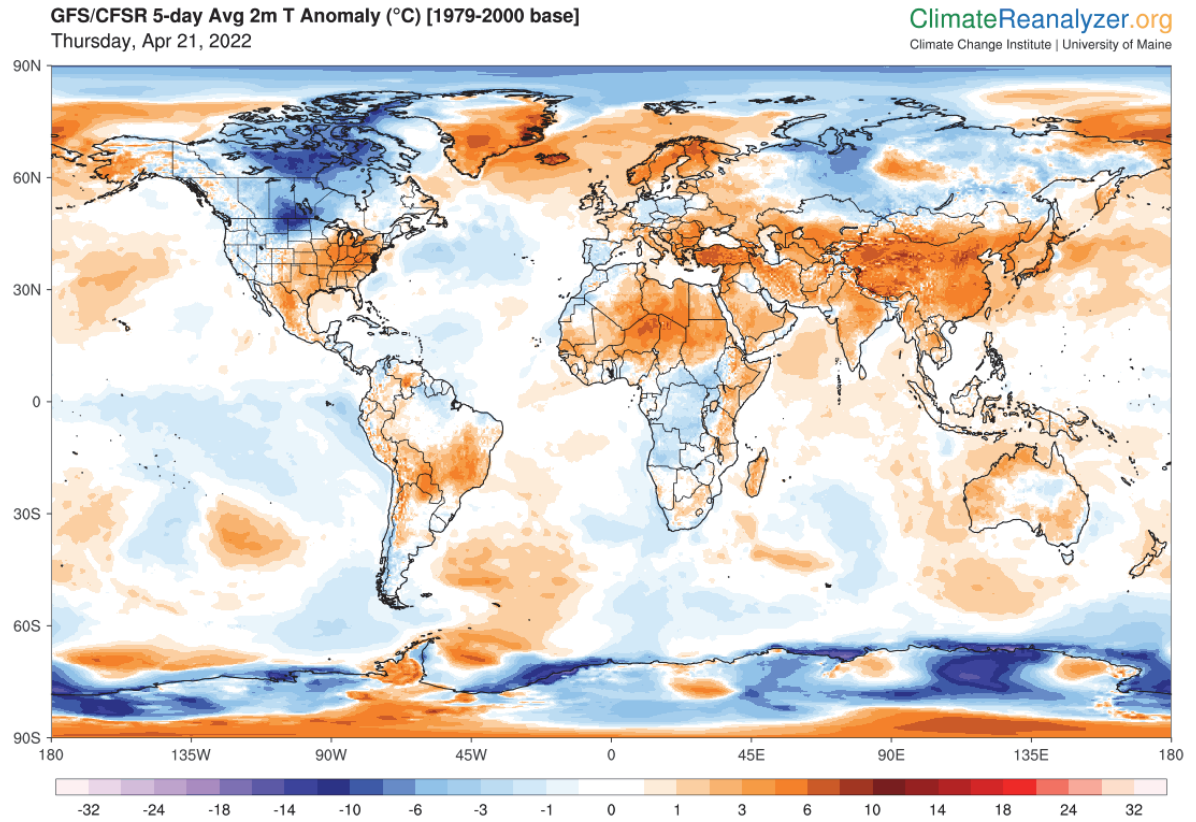 GFS/CFSR 5-day Avg 2m T Anomaly (°C) [1979-2000 base]
Thursday, Apr 21, 2022
ClimateReanalyzer.org
Climate Change Institute | University of Maine
90N
60N
30N
0
30S
60S
90S
180 135W 90W 45W 0 45E 90E 135E 180
-32 -24 -18 -14 -10 -6 -3 -1 0 1 3 6 10 14 18 24 32